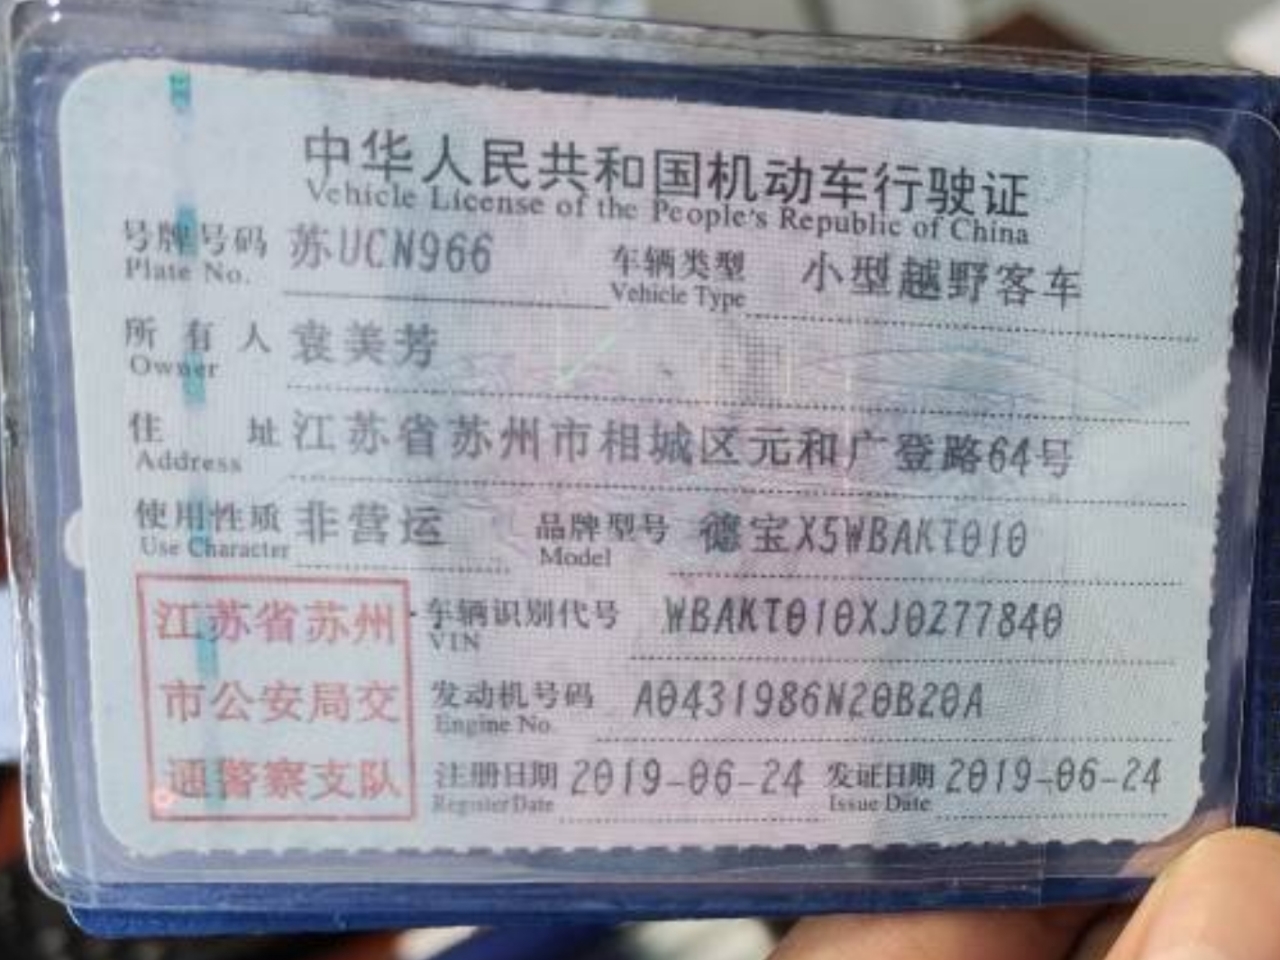 中华人民共和国机动车行驶证
Vehicle License of the People's Republic of China
号牌号码 苏UCN966 车辆类型 小型越野客车
Plate No. Vehicle Type
所有人 袁美芳
Owner
住址 江苏省苏州市相城区元和广登路64号
Address
使用性质 非营运 品牌型号 德宝X5WBAKT010
Use Character Model
江苏省苏州
市公安局交
通警察支队
车辆识别代号 WBAKT010XJ0Z77840
VIN
发动机号码 A0431986N20B20A
Engine No.
注册日期 2019-06-24 发证日期 2019-06-24
Register Date Issue Date